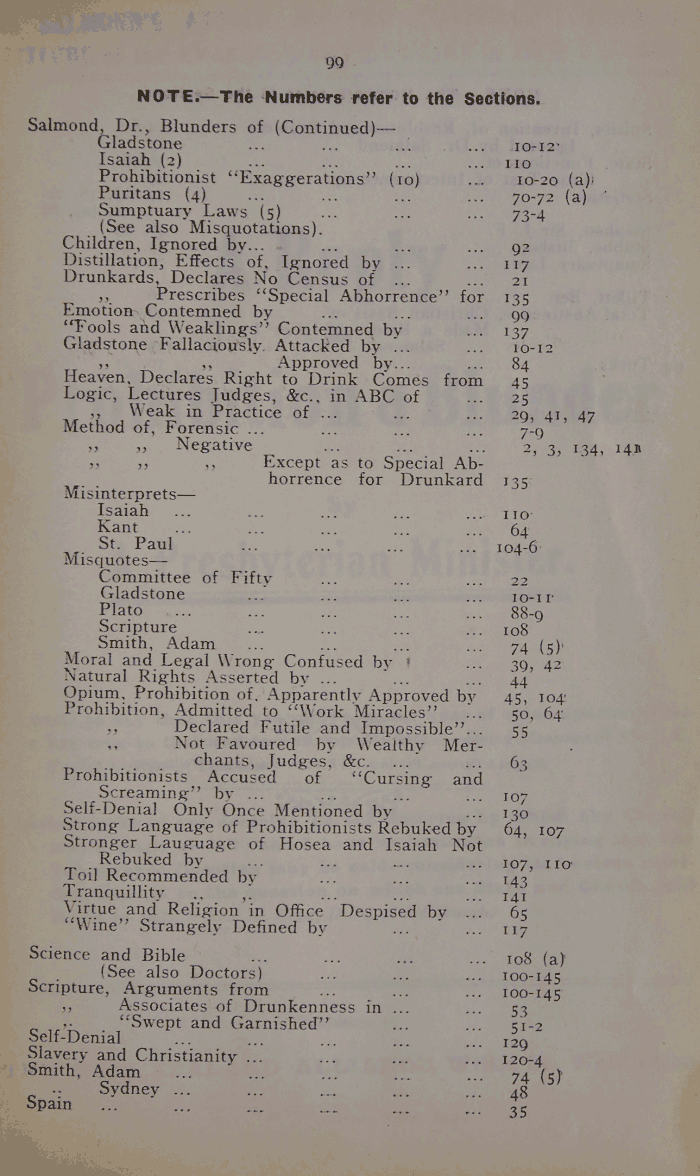 99
NOTE.—The Numbers refer to the Sections.
Salmond, Dr., Blunders of (Continued)—
Gladstone ... ... ... ... 10-12
Isaiah (2) ... ... ... ... 110
Prohibitionist “Exaggerations” (10) ... 10-20 (a)
Puritans (4) ... ... ... ... 70-72 (a)
Sumptuary Laws (5) ... ... ... 73-4
(See also Misquotations).
Children, Ignored by... ... ... ... 92
Distillation, Effects of, Ignored by ... ... 117
Drunkards, Declares No Census of ... ... 21
,, Prescribes “Special Abhorrence” for 135
Emotion Contemned by ... ... ... 99
“Fools and Weaklings” Contemned by ... 137
Gladstone Fallaciously Attacked by ... ... 10-12
,, ,, Approved by... ... 84
Heaven, Declares Right to Drink Comes from 45
Logic, Lectures Judges, &c., in ABC of ... 25
,, Weak in Practice of ... ... ... 29, 41, 47
Method of, Forensic ... ... ... ... 7-9
,, ,, Negative ... ... ... 2, 3, 134, 141
,, ,, ,, Except as to Special Ab-
horrence for Drunkard 135
Misinterprets—
Isaiah ... ... ... ... ... 110
Kant ... ... ... ... ... 64
St. Paul ... ... ... ... 104-6
Misquotes—
Committee of Fifty ... ... ... 22
Gladstone ... ... ... ... 10-11
Plato ... ... ... ... ... 88-9
Scripture ... ... ... ... 108
Smith, Adam ... ... ... ... 74 (5)
Moral and Legal Wrong Confused by ... 39, 42
Natural Rights Asserted by ... ... ... 44
Opium, Prohibition of, Apparently Approved by 45, 104
Prohibition, Admitted to “Work Miracles” ... 50, 64
,, Declared Futile and Impossible”... 55
,, Not Favoured by Wealthy Mer-
chants, Judges, &c. ... ... 63
Prohibitionists Accused of “Cursing and
Screaming” by ... ... ... ... 107
Self-Denial Only Once Mentioned by ... 130
Strong Language of Prohibitionists Rebuked by 64, 107
Stronger Lauguage of Hosea and Isaiah Not
Rebuked by ... ... ... ... 107, 110
Toil Recommended by ... ... ... 143
Tranquillity ,, ,, ... ... ... 141
Virtue and Religion in Office Despised by ... 65
“Wine” Strangely Defined by ... ... 117
Science and Bible ... ... ... ... 108 (a)
(See also Doctors) ... ... ... 100-145
Scripture, Arguments from ... ... ... 100-145
,, Associates of Drunkenness in ... ... 53
,, “Swept and Garnished” ... ... 51-2
Self-Denial ... ... ... ... ... 129
Slavery and Christianity ... ... ... ... 120-4
Smith, Adam ... ... ... ... ... 74 (5)
,, Sydney ... ... ... ... ... 48
Spain ... ... ... ... ... 35